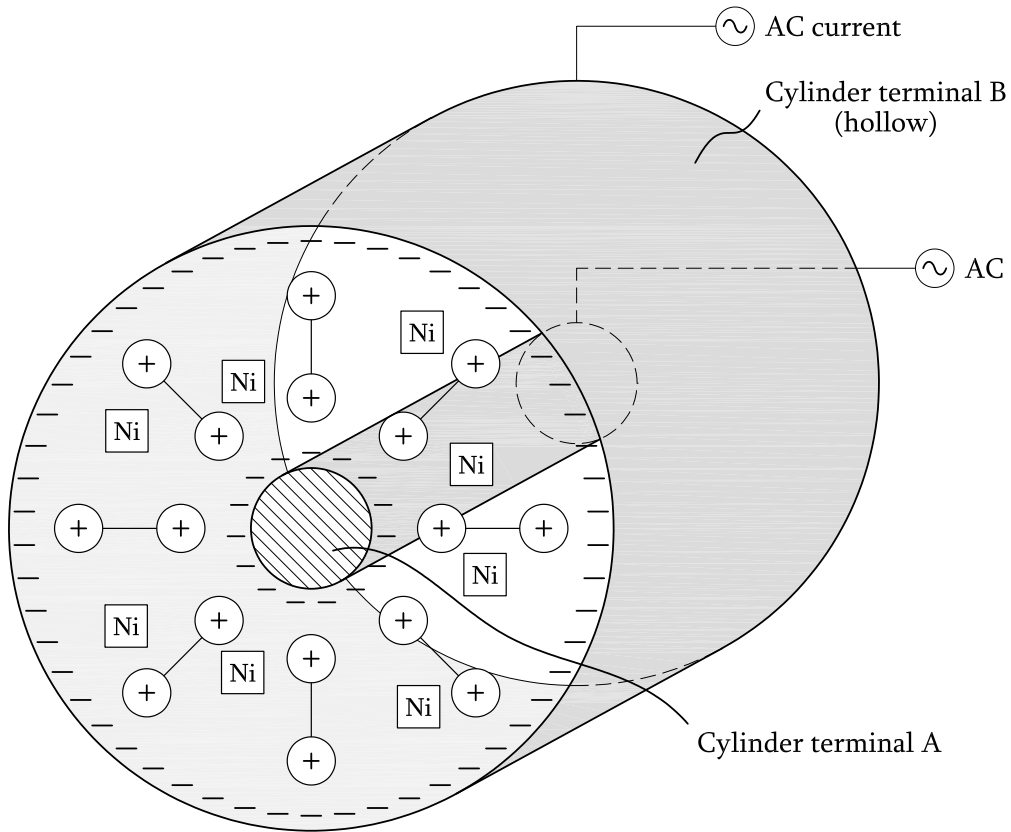 AC current
Cylinder terminal B
(hollow)
AC
+
Ni
+
+
Ni
+
Ni
+
+
+
Ni
+
+
+
+
Ni
Ni
+
+
+
Ni
Ni
+
+
+
Cylinder terminal A